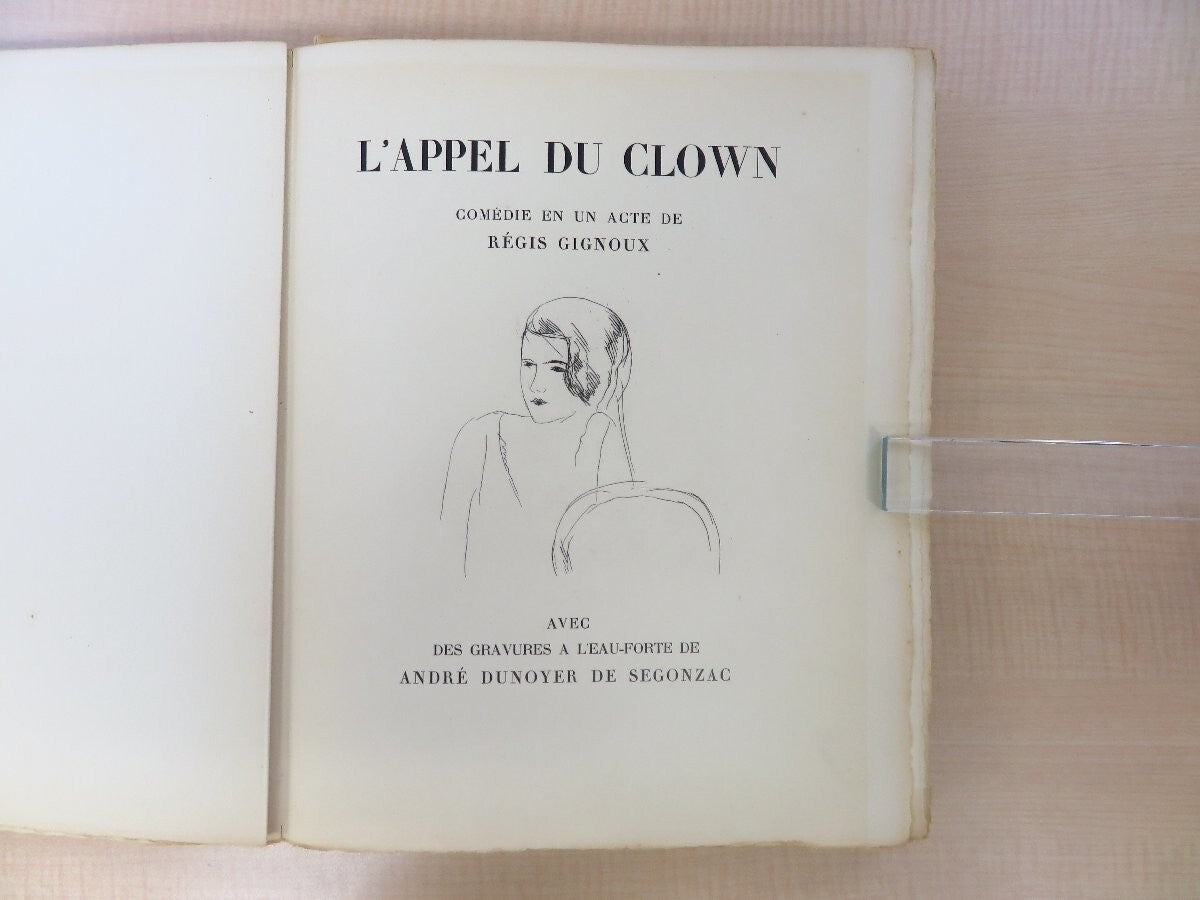 L'APPEL DU CLOWN
COMÉDIE EN UN ACTE DE
RÉGIS GIGNOUX
AVEC
DES GRAVURES A L'EAU-FORTE DE
ANDRÉ DUNOYER DE SEGONZAC